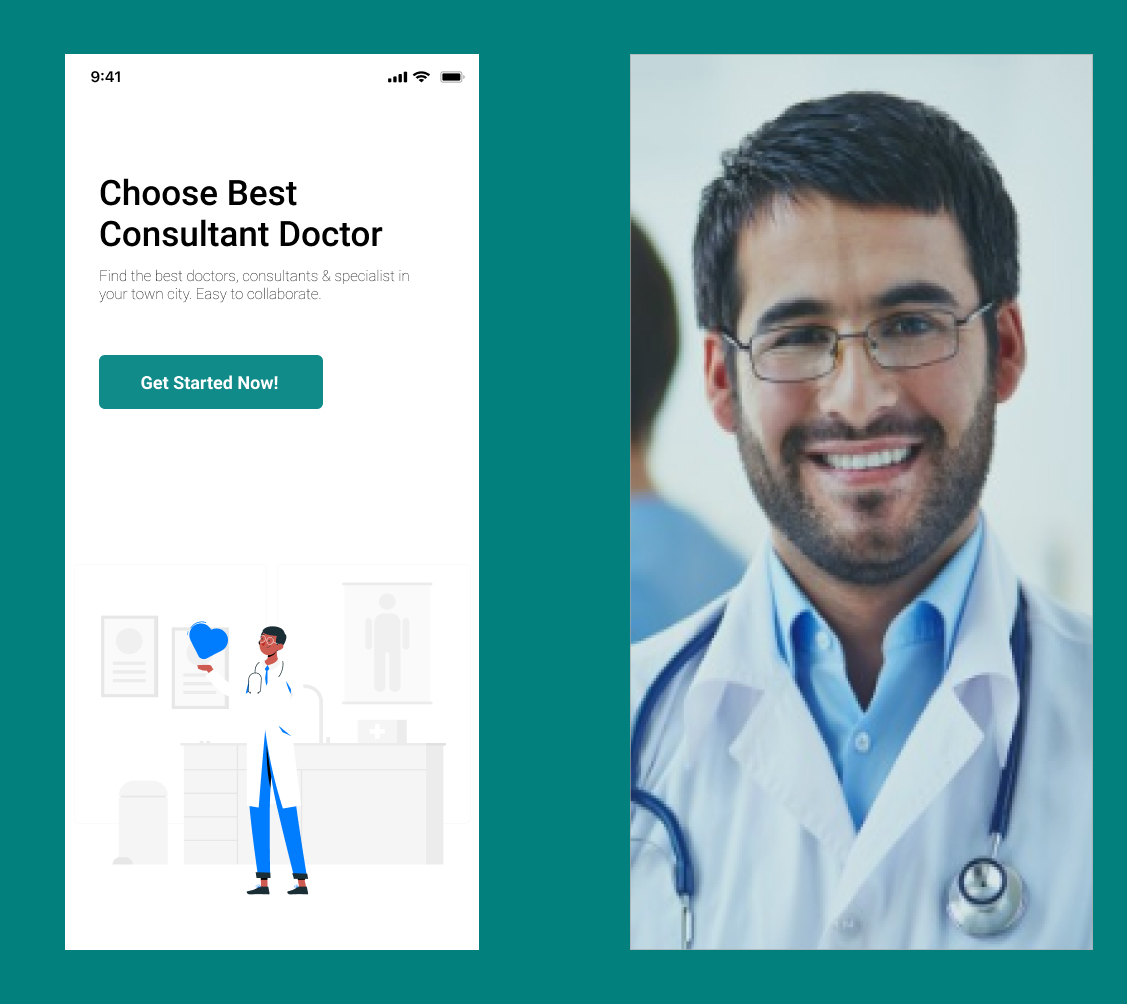 9:41
Choose Best
Consultant Doctor
Find the best doctors, consultants & specialist in
your town city. Easy to collaborate.
Get Started Now!